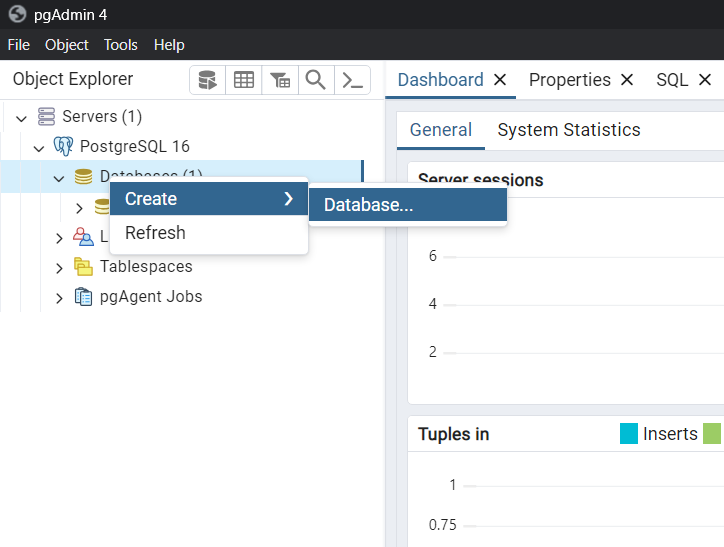 pgAdmin 4
File Object Tools Help
Object Explorer
Dashboard Properties SQL
Servers (1)
General System Statistics
PostgreSQL 16
Databases (1)
Server sessions
Create
Database...
Refresh
L
Tablespaces
pgAgent Jobs
6
4
2
Tuples in
Inserts
1
0.75